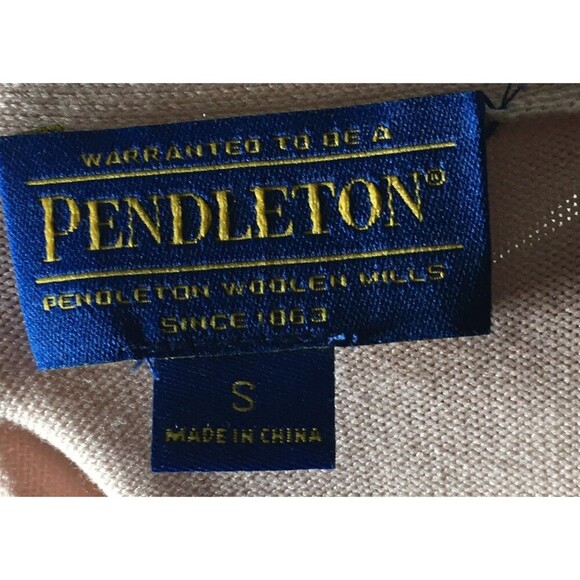 WARRANTED TO BE A
PENDLETON®
PENDLETON WOOLEN MILLS
SINCE 1863
S
MADE IN CHINA